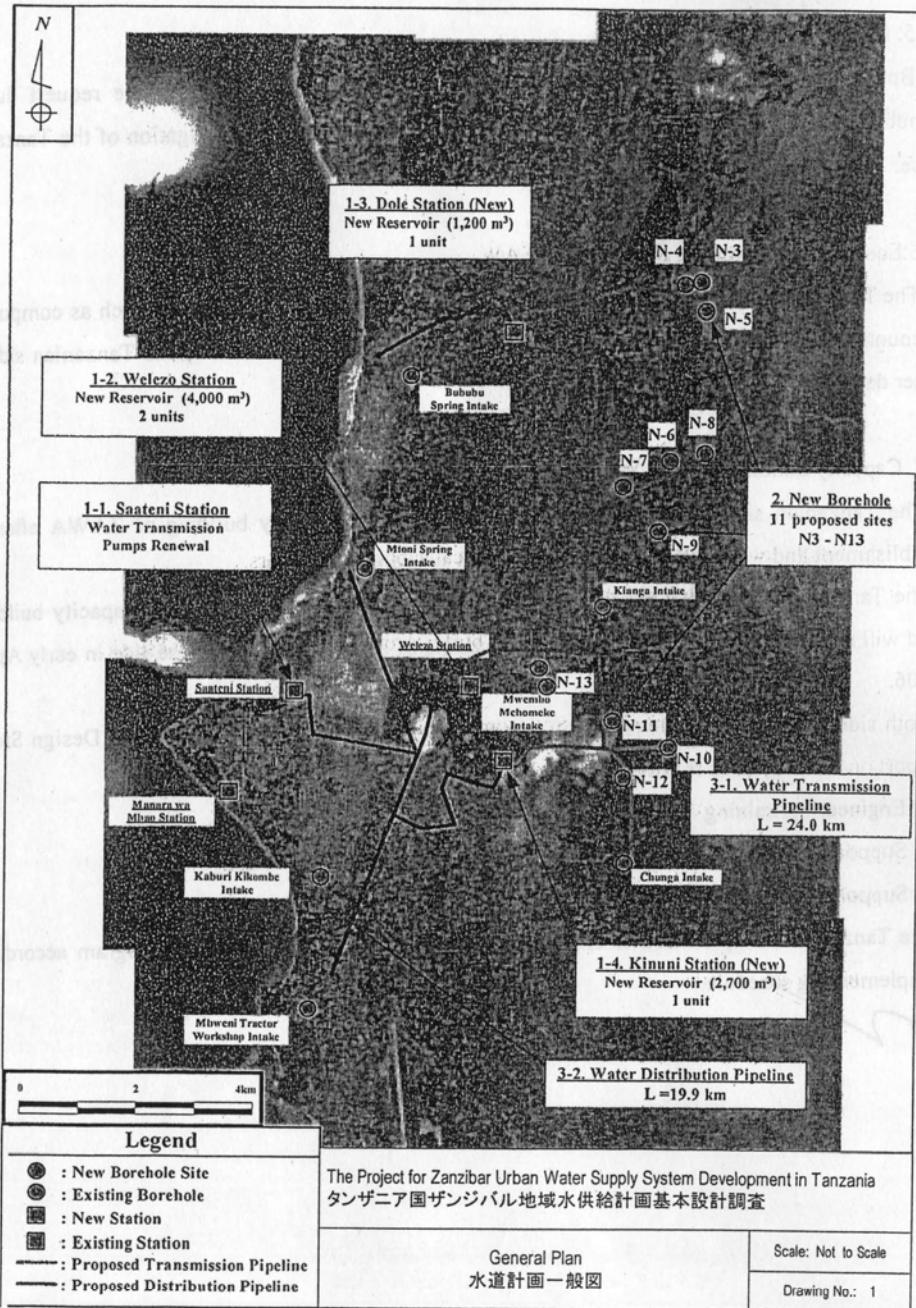 N
1-3. Dole Station (New)
New Reservoir (1,200 m³)
1 unit
N-4
N-3
N-5
1-2. Welezo Station
New Reservoir (4,000 m³)
2 units
Bububu
Spring Intake
N-8
N-6
N-7
1-1. Saateni Station
Water Transmission
Pumps Renewal
2. New Borehole
11 proposed sites
N3 - N13
N-9
Mtoni Spring
Intake
Kianga Intake
Welezo Station
N-13
Saateni Station
Mwembo
Mchomeke
Intake
N-11
N-10
N-12
3-1. Water Transmission
Pipeline
L = 24.0 km
Manara wa
Mbao Station
Kaburi Kikombe
Intake
Chunga Intake
1-4. Kinuni Station (New)
New Reservoir (2,700 m³)
1 unit
Mbweni Tractor
Workshop Intake
3-2. Water Distribution Pipeline
L =19.9 km
0 2 4km
Legend
: New Borehole Site
: Existing Borehole
: New Station
: Existing Station
: Proposed Transmission Pipeline
: Proposed Distribution Pipeline
The Project for Zanzibar Urban Water Supply System Development in Tanzania
タンザニア国ザンジバル地域水供給計画基本設計調査
General Plan
水道計画一般図
Scale: Not to Scale
Drawing No.: 1